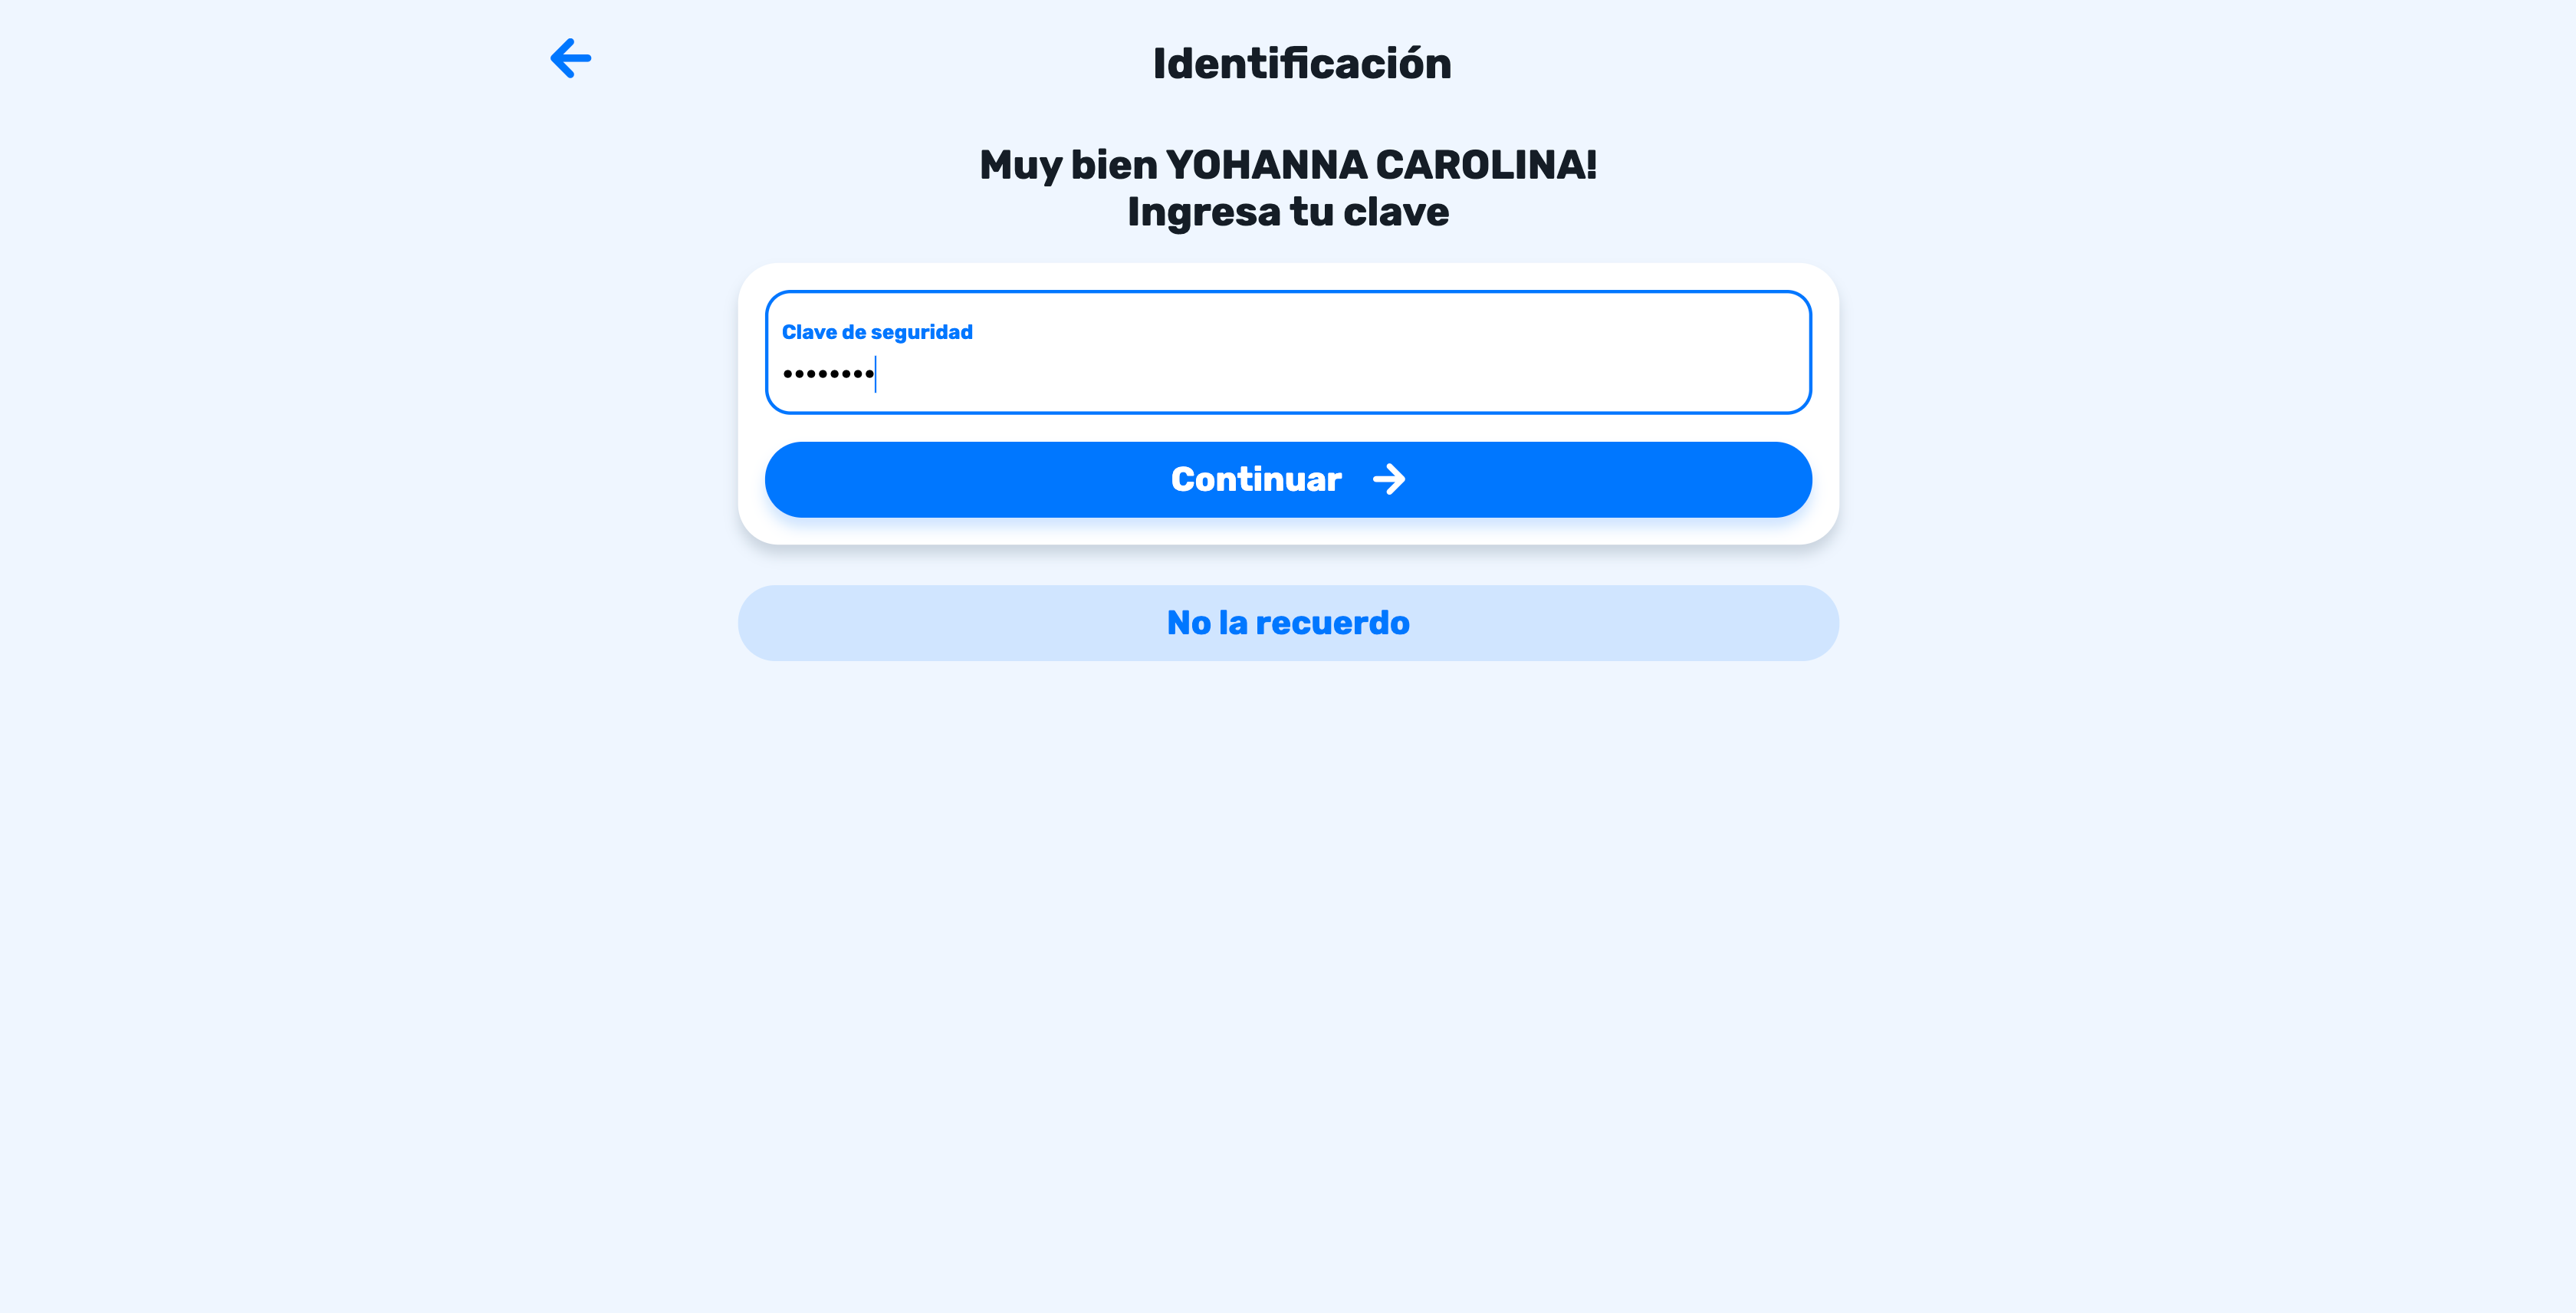 Identificación
Muy bien YOHANNA CAROLINA!
Ingresa tu clave
Clave de seguridad
••••••••
Continuar
No la recuerdo